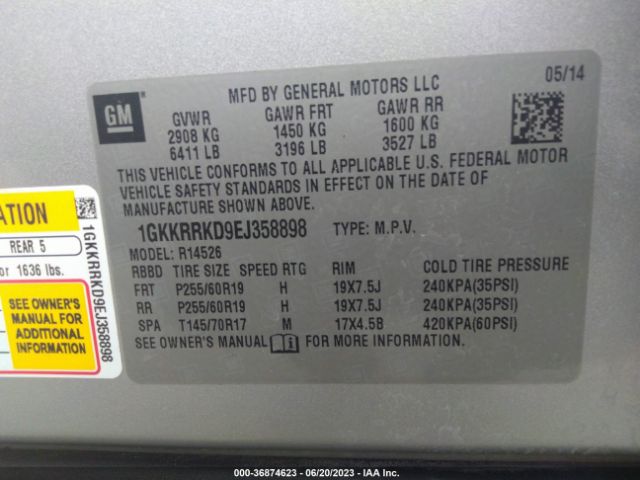 GM
MFD BY GENERAL MOTORS LLC
05/14
GVWR GAWR FRT GAWR RR
2908 KG 1450 KG 1600 KG
6411 LB 3196 LB 3527 LB
THIS VEHICLE CONFORMS TO ALL APPLICABLE U.S. FEDERAL MOTOR
VEHICLE SAFETY STANDARDS IN EFFECT ON THE DATE OF
MANUFACTURE SHOWN ABOVE.
1GKKRRKD9EJ358898 TYPE: M.P.V.
MODEL: R14526
RBBD TIRE SIZE SPEED RTG RIM COLD TIRE PRESSURE
FRT P255/60R19 H 19X7.5J 240KPA(35PSI)
RR P255/60R19 H 19X7.5J 240KPA(35PSI)
SPA T145/70R17 M 17X4.5B 420KPA(60PSI)
SEE OWNER'S MANUAL FOR MORE INFORMATION.
ATION
REAR 5
or 1636 lbs.
SEE OWNER'S
MANUAL FOR
ADDITIONAL
INFORMATION
1GKKRRKD9EJ358898
000-36874623 - 06/20/2023 - IAA Inc.